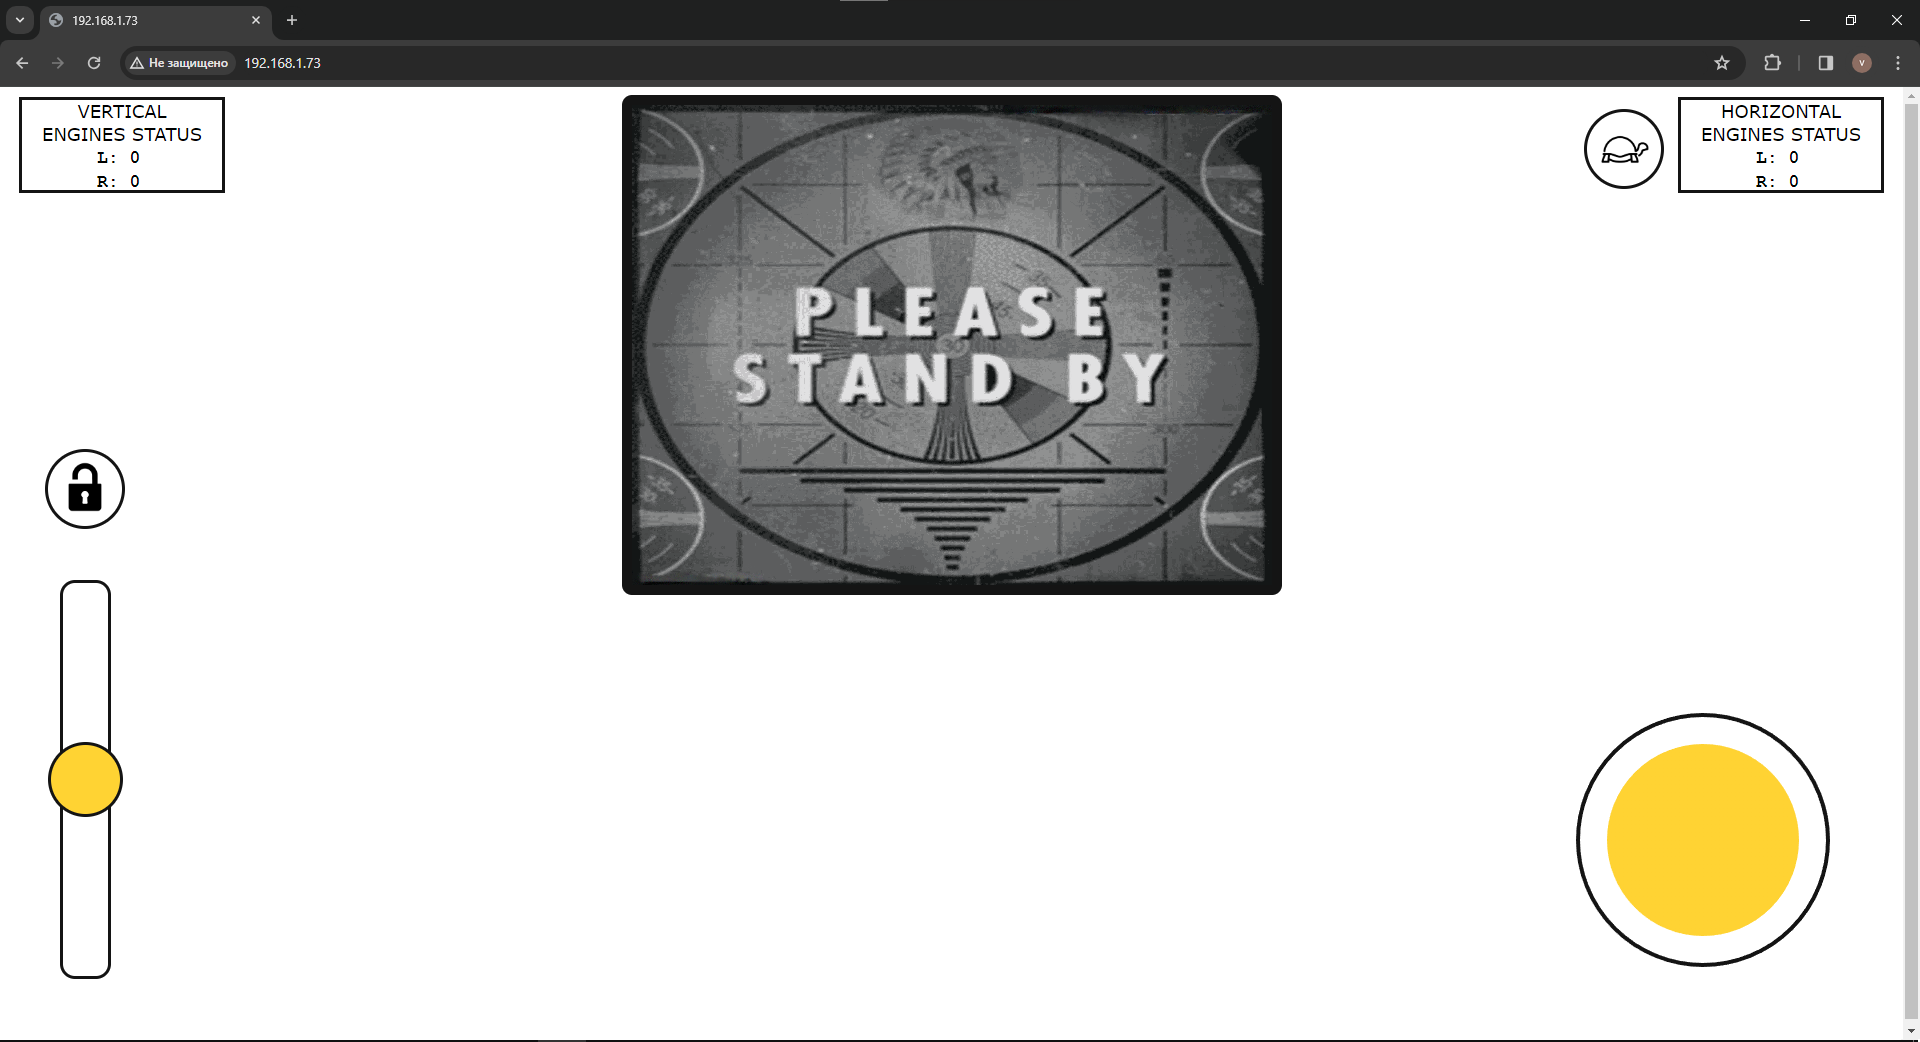 192.168.1.73
Не защищено
192.168.1.73
V
VERTICAL
ENGINES STATUS
L: 0
R: 0
PLEASE
STAND BY
30
HORIZONTAL
ENGINES STATUS
L: 0
R: 0